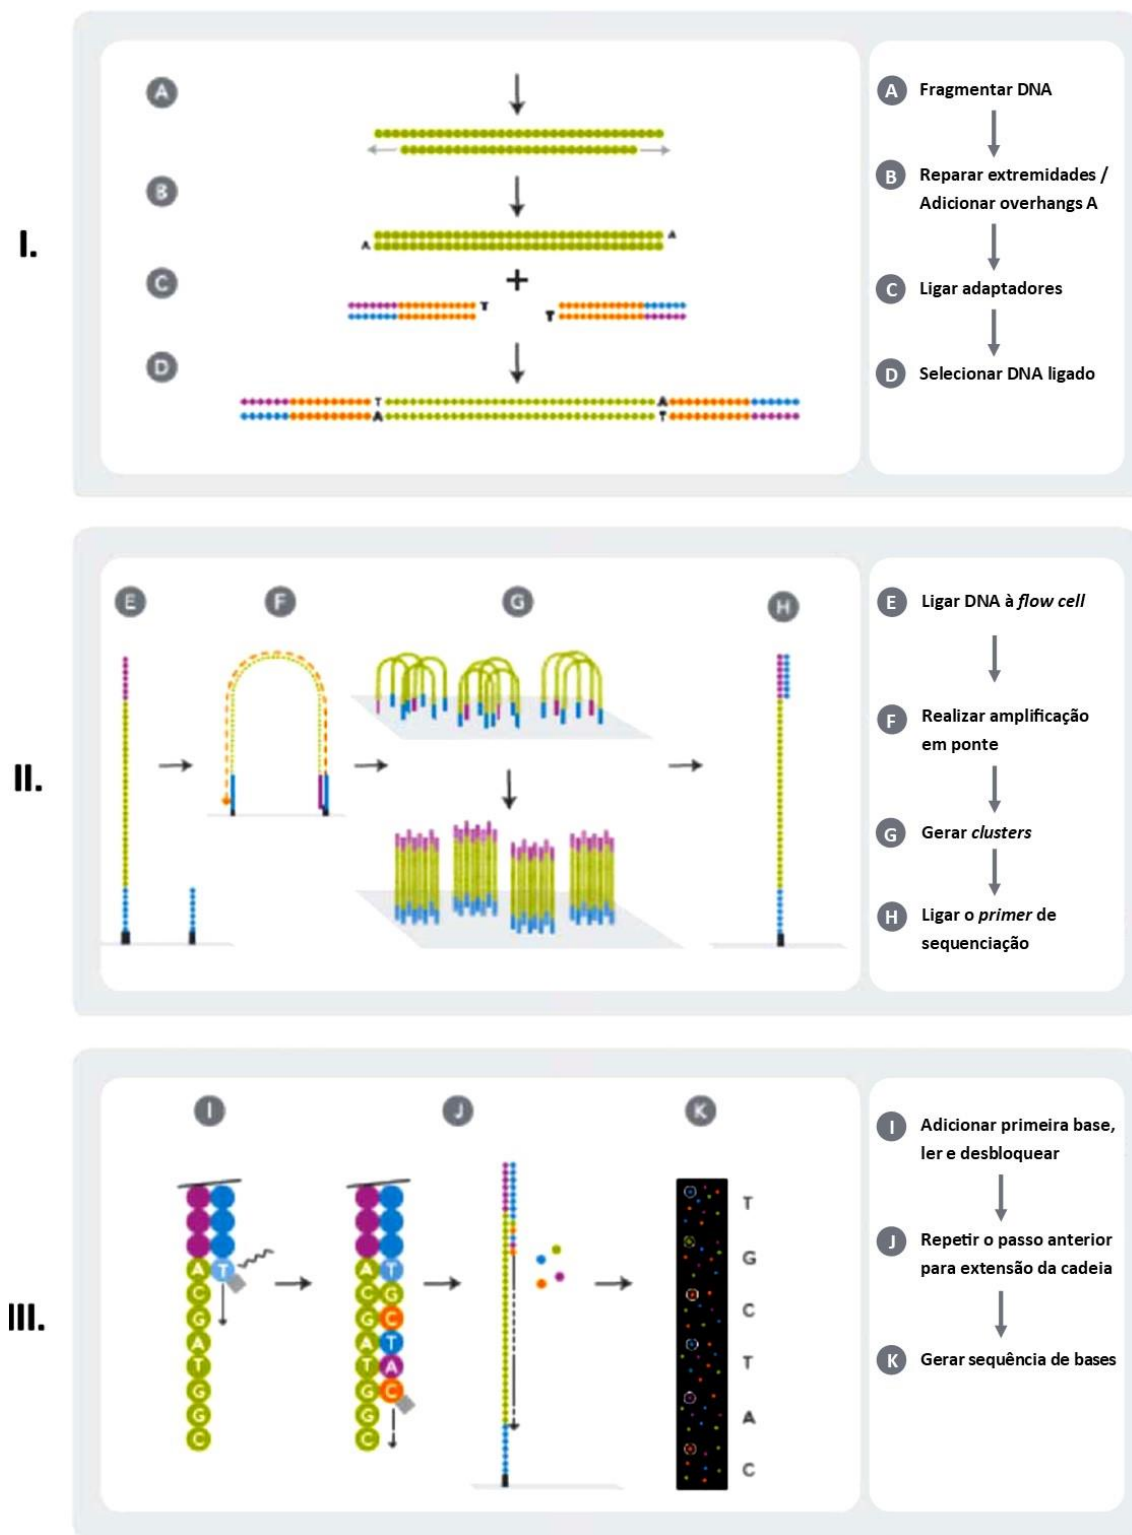 I.
A
B
C
D
A
A
+
T
T
T
A
A
T
A Fragmentar DNA
B Reparar extremidades /
Adicionar overhangs A
C Ligar adaptadores
D Selecionar DNA ligado
II.
E
F
G
H
E Ligar DNA à flow cell
F Realizar amplificação
em ponte
G Gerar clusters
H Ligar o primer de
sequenciação
III.
I
J
K
A T
C
G
A
T
G
G
C
A T
C G
G C
A T
T A
G C
G
C
T
G
C
T
A
C
I Adicionar primeira base,
ler e desbloquear
J Repetir o passo anterior
para extensão da cadeia
K Gerar sequência de bases